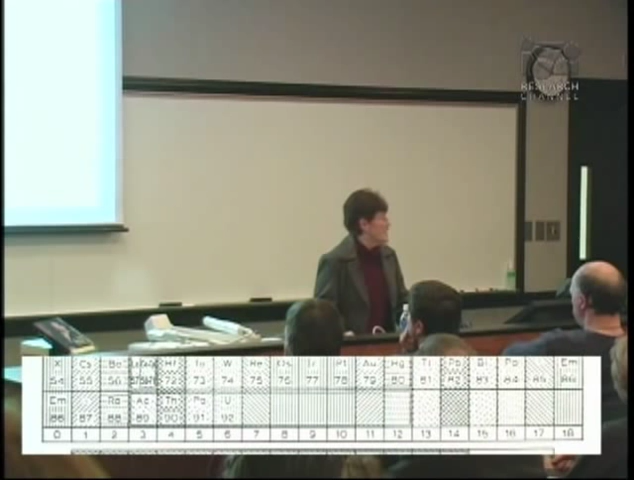 RESEARCH
CHANNEL
X Cs Ba Hf Ta W Re Os Ir Pt Au Hg Tl Pb Bi Po Em
54 55 56 72 73 74 75 76 77 78 79 80 81 82 83 84 85 86
Em Ra Ac Th Pa U
86 87 88 89 90 91 92
0 1 2 3 4 5 6 7 8 9 10 11 12 13 14 15 16 17 18